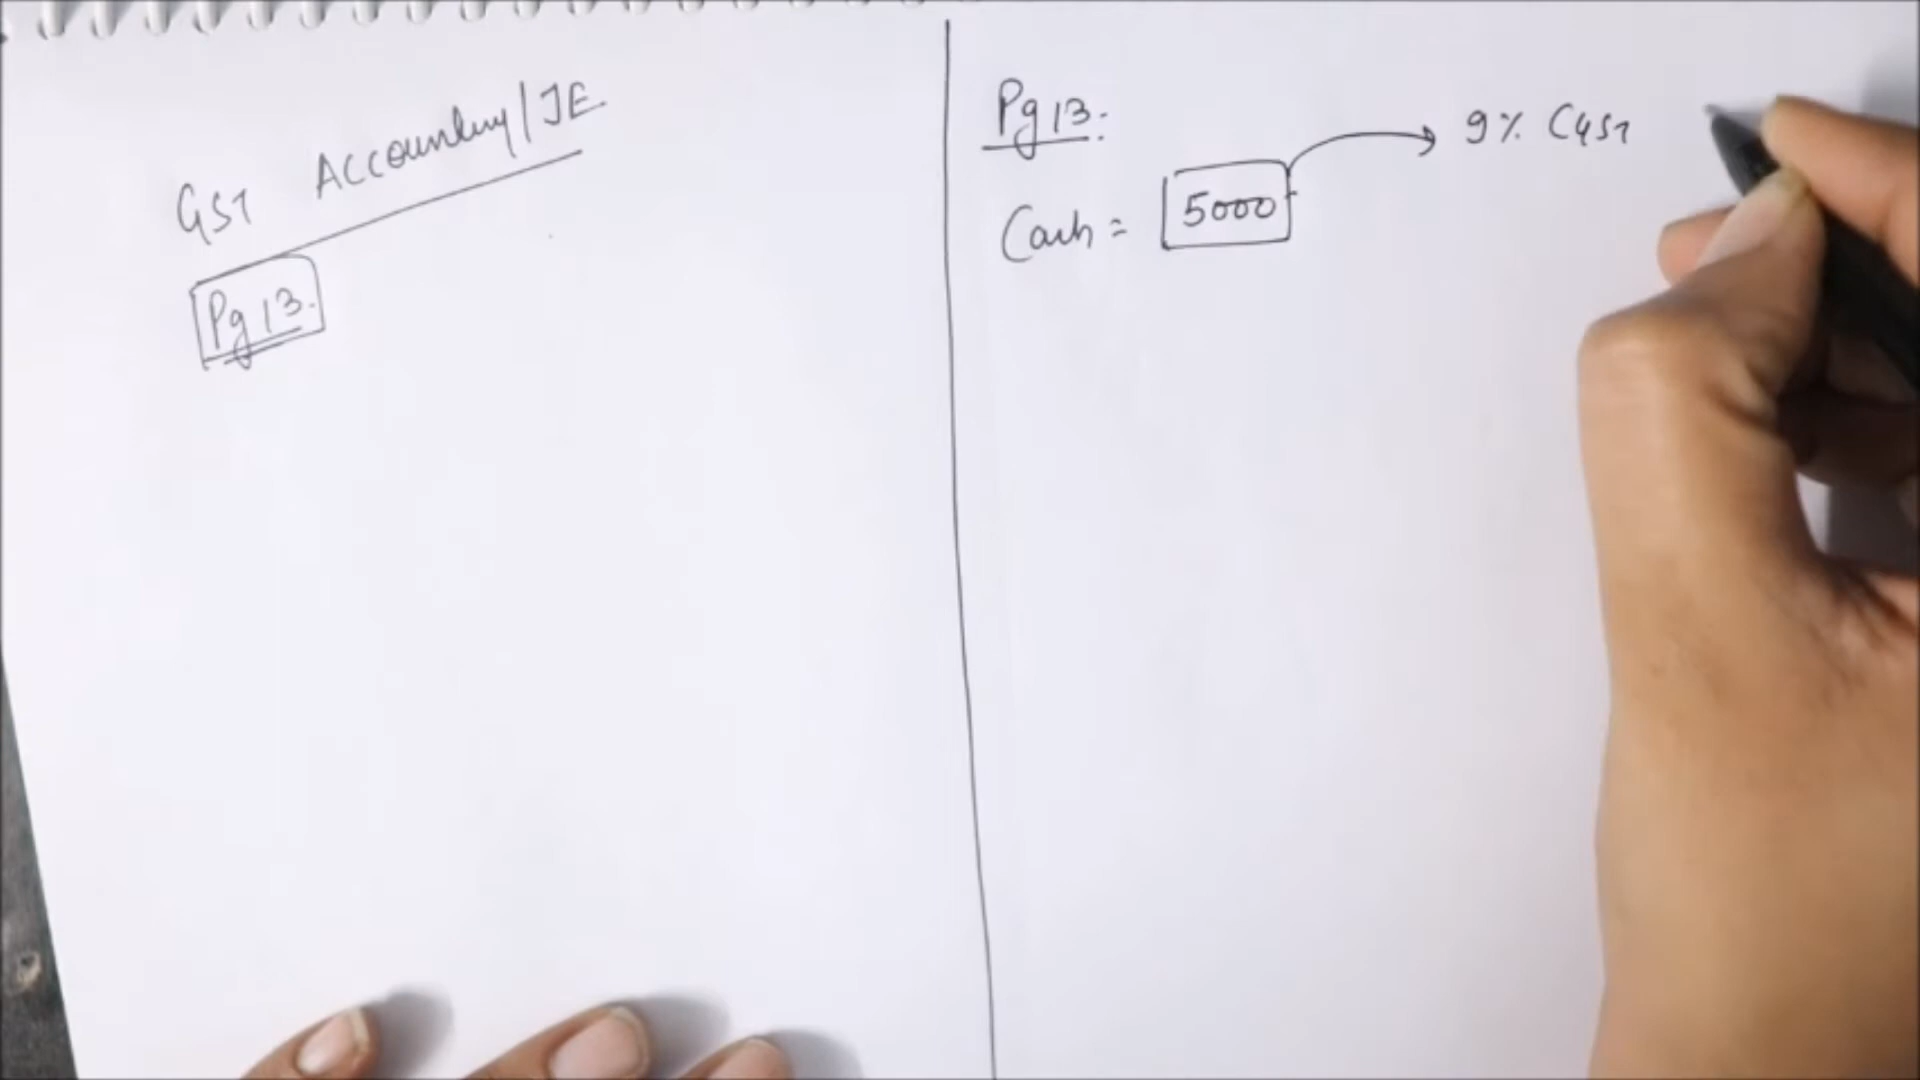 GST Accounting/JE
Pg 13.
Pg 13:
Cash = 5000
9% CGST